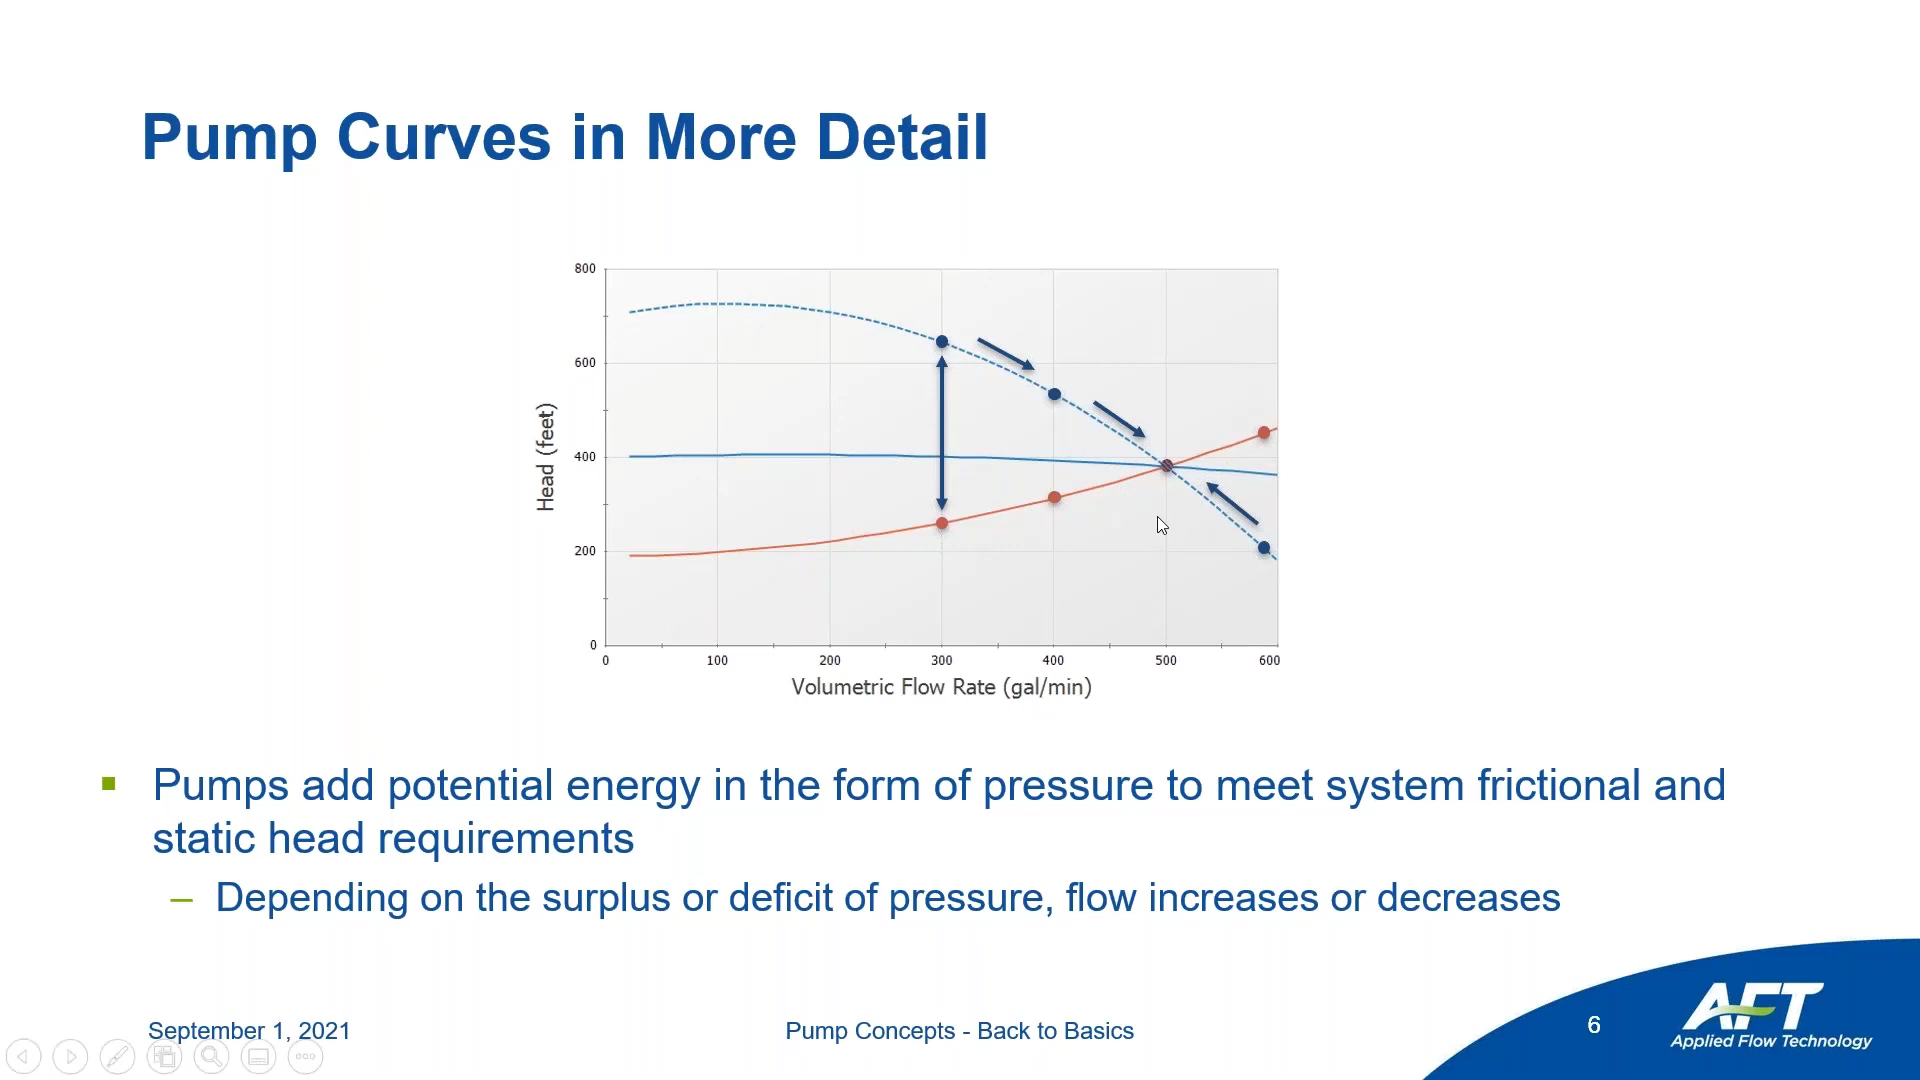 Pump Curves in More Detail
800
600
400
200
0
Head (feet)
0 100 200 300 400 500 600
Volumetric Flow Rate (gal/min)
Pumps add potential energy in the form of pressure to meet system frictional and
static head requirements
– Depending on the surplus or deficit of pressure, flow increases or decreases
September 1, 2021
Pump Concepts - Back to Basics
6
AFT
Applied Flow Technology